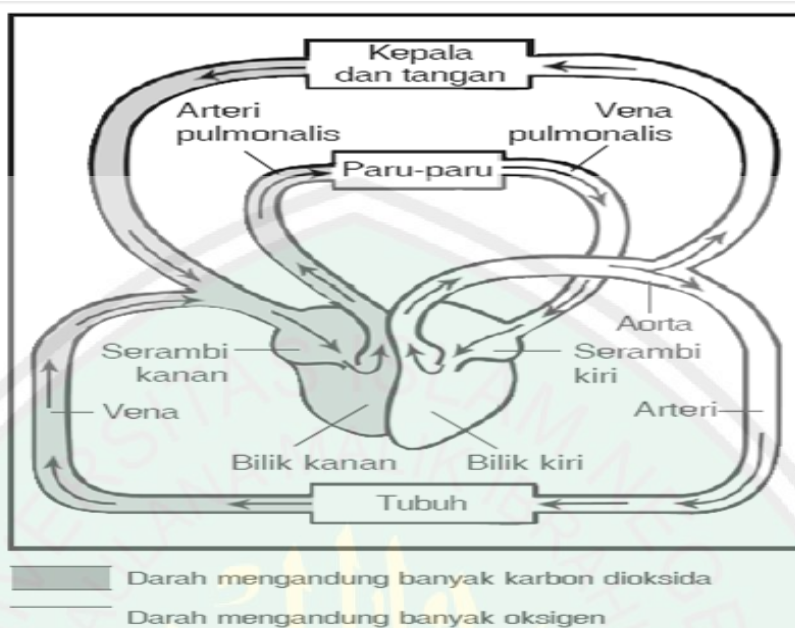 Kepala
dan tangan
Arteri
pulmonalis
Vena
pulmonalis
Paru-paru
Aorta
Serambi
kanan
Serambi
kiri
Vena
Arteri
Bilik kanan
Bilik kiri
Tubuh
Darah mengandung banyak karbon dioksida
Darah mengandung banyak oksigen